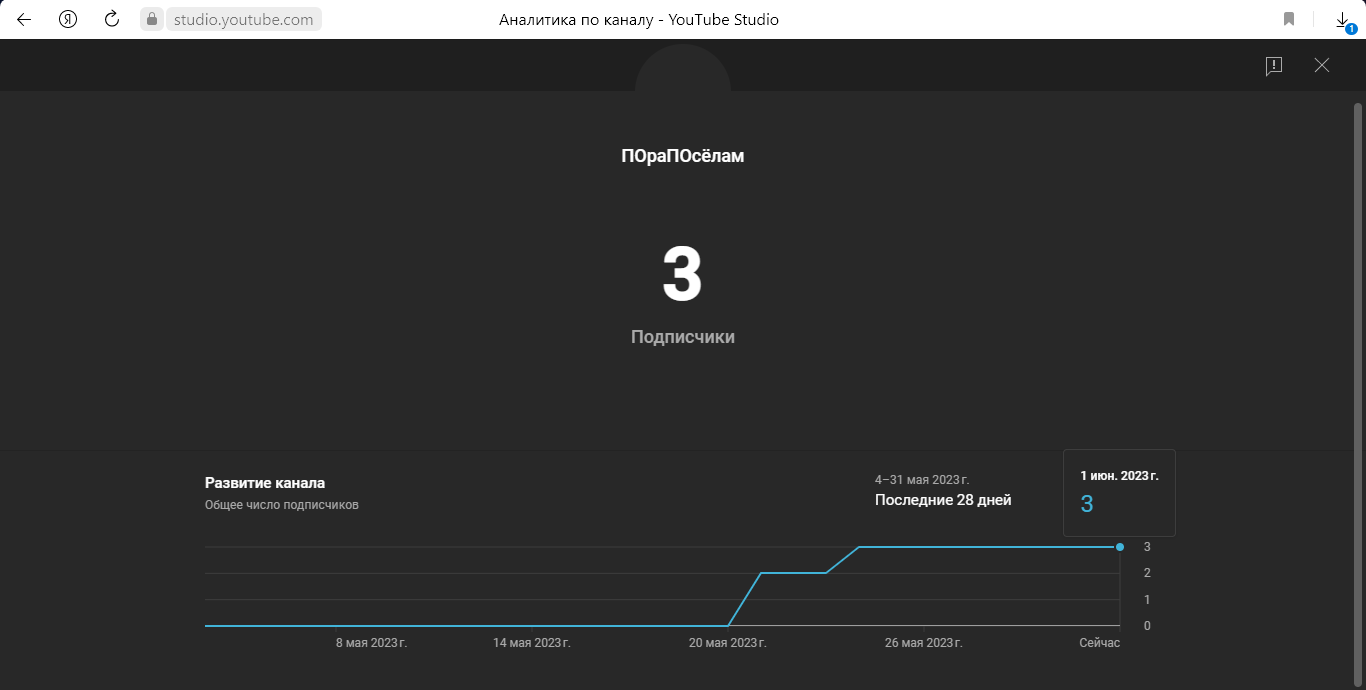 Я studio.youtube.com Аналитика по каналу - YouTube Studio 1
ПОраПОсёлам
3
Подписчики
Развитие канала
Общее число подписчиков
4–31 мая 2023 г.
Последние 28 дней
1 июн. 2023 г.
3
3
2
1
0
8 мая 2023 г. 14 мая 2023 г. 20 мая 2023 г. 26 мая 2023 г. Сейчас